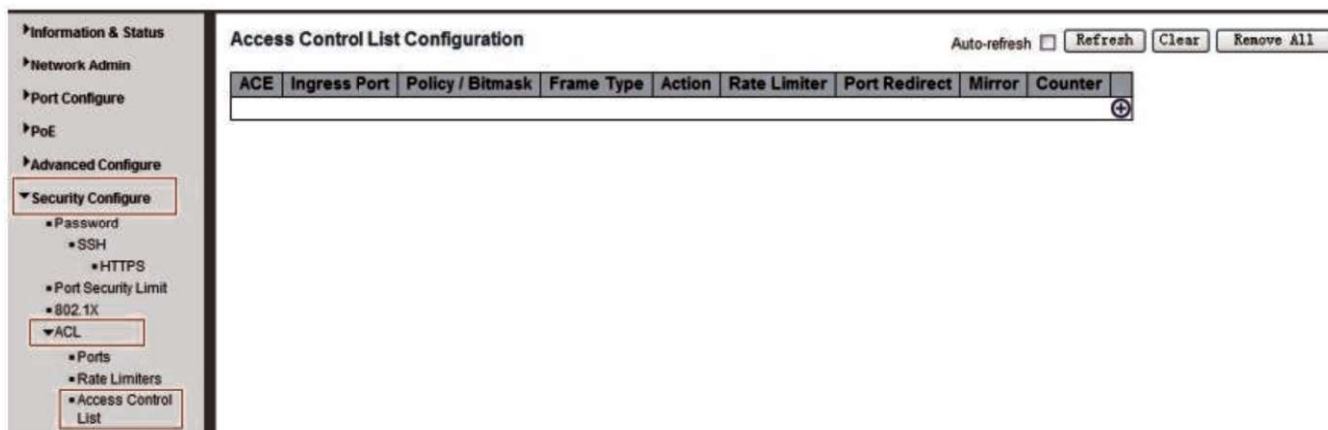 Information & Status
Network Admin
Port Configure
PoE
Advanced Configure
Security Configure
Password
SSH
HTTPS
Port Security Limit
802.1X
ACL
Ports
Rate Limiters
Access Control
List
Access Control List Configuration
Auto-refresh Refresh Clear Remove All
ACE Ingress Port Policy / Bitmask Frame Type Action Rate Limiter Port Redirect Mirror Counter